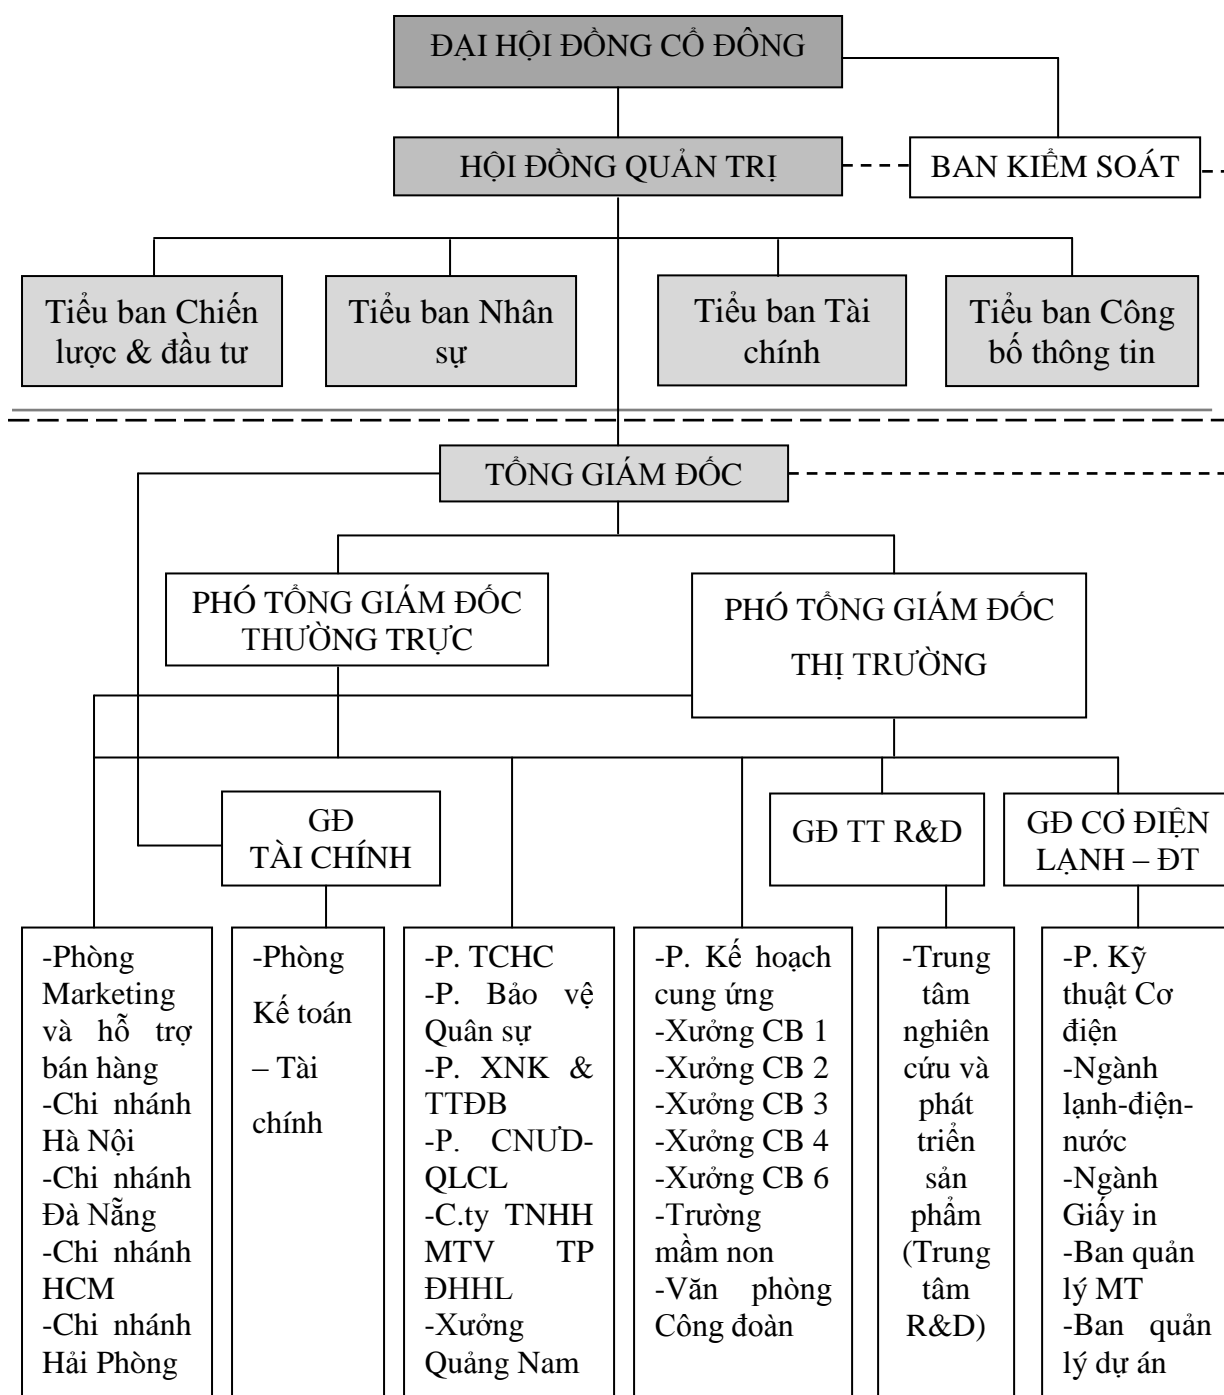 ĐẠI HỘI ĐỒNG CỔ ĐÔNG
HỘI ĐỒNG QUẢN TRỊ
BAN KIỂM SOÁT
Tiểu ban Chiến
lược & đầu tư
Tiểu ban Nhân
sự
Tiểu ban Tài
chính
Tiểu ban Công
bố thông tin
TỔNG GIÁM ĐỐC
PHÓ TỔNG GIÁM ĐỐC
THƯỜNG TRỰC
PHÓ TỔNG GIÁM ĐỐC
THỊ TRƯỜNG
GĐ
TÀI CHÍNH
GĐ TT R&D
GĐ CƠ ĐIỆN
LẠNH – ĐT
-Phòng
Marketing
và hỗ trợ
bán hàng
-Chi nhánh
Hà Nội
-Chi nhánh
Đà Nẵng
-Chi nhánh
HCM
-Chi nhánh
Hải Phòng
-Phòng
Kế toán
– Tài
chính
-P. TCHC
-P. Bảo vệ
Quân sự
-P. XNK &
TTĐB
-P. CNƯD-
QLCL
-C.ty TNHH
MTV TP
ĐHHL
-Xưởng
Quảng Nam
-P. Kế hoạch
cung ứng
-Xưởng CB 1
-Xưởng CB 2
-Xưởng CB 3
-Xưởng CB 4
-Xưởng CB 6
-Trường
mầm non
-Văn phòng
Công đoàn
-Trung
tâm
nghiên
cứu và
phát
triển
sản
phẩm
(Trung
tâm
R&D)
-P. Kỹ
thuật Cơ
điện
-Ngành
lạnh-điện-
nước
-Ngành
Giấy in
-Ban quản
lý MT
-Ban quản
lý dự án